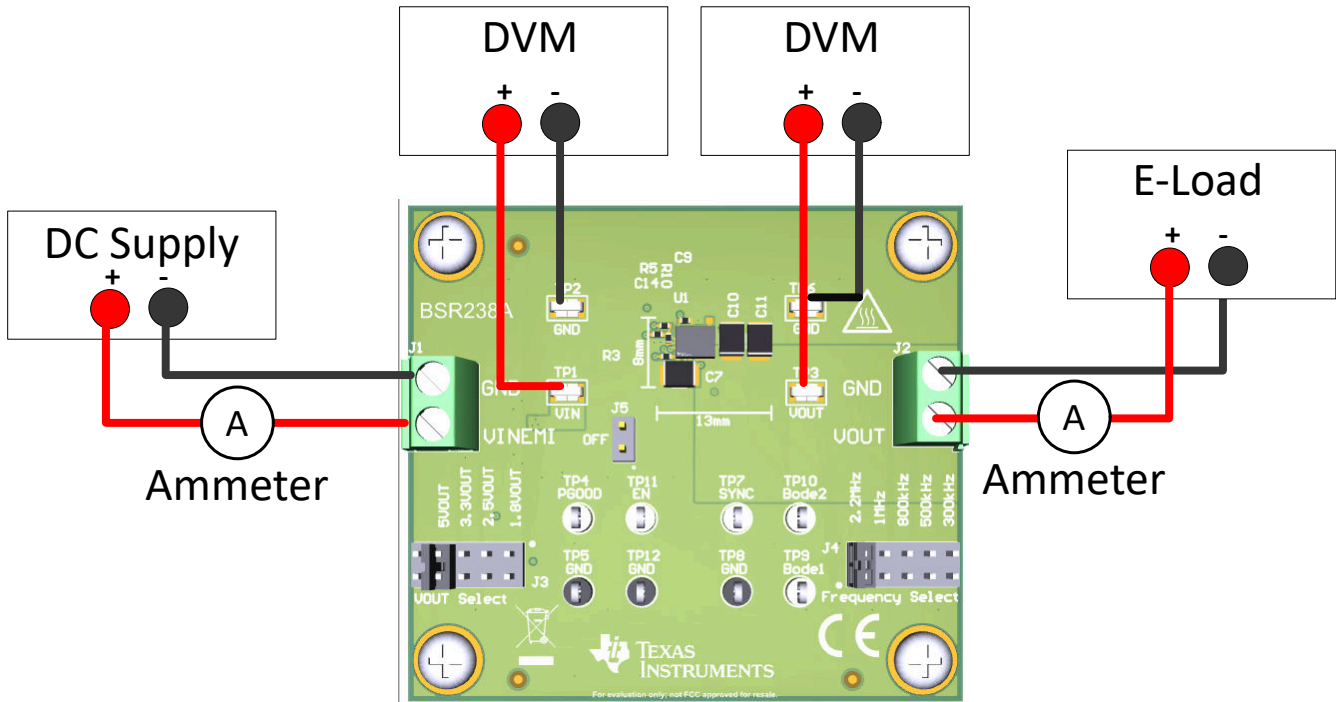 DVM
+ -
DVM
+ -
DC Supply
+ -
E-Load
+ -
A
Ammeter
A
Ammeter
BSR238A
TP2
GND
C9
R5
R10
C14
U1
C10
C11
R3
8mm
C7
13mm
GND
J1
GND
VINEMI
TP1
VIN
J5
OFF
VOUT
J2
GND
VOUT
5VOUT
3.3VOUT
2.5VOUT
1.8VOUT
J3
VOUT Select
TP4
PGOOD
TP11
EN
TP7
SYNC
TP10
Bode2
TP5
GND
TP12
GND
TP8
GND
TP9
Bode1
2.2MHz
1MHz
800kHz
500kHz
300kHz
J4
Frequency Select
TEXAS
INSTRUMENTS
CE
For evaluation only; not FCC approved for resale.